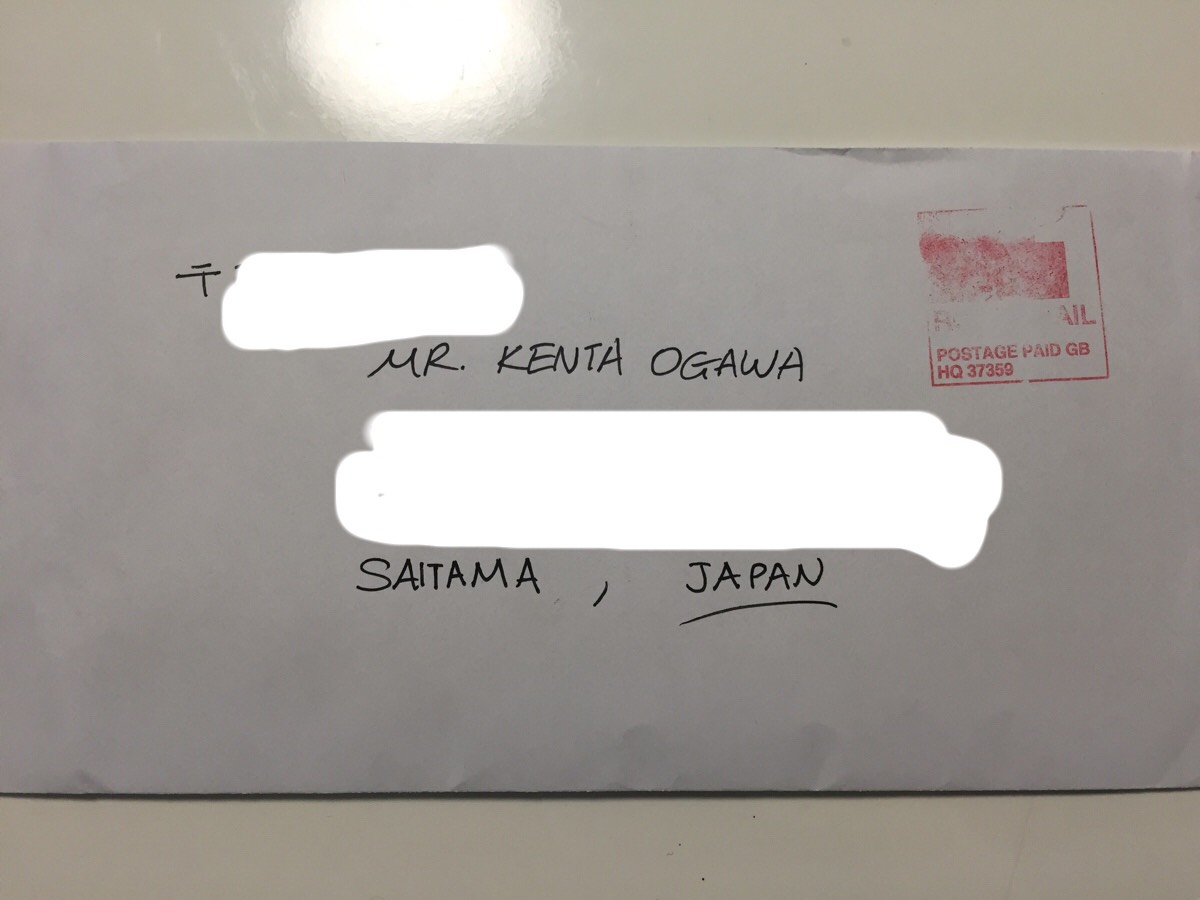 〒
MR. KENTA OGAWA
SAITAMA , JAPAN
POSTAGE PAID GB
HQ 37359